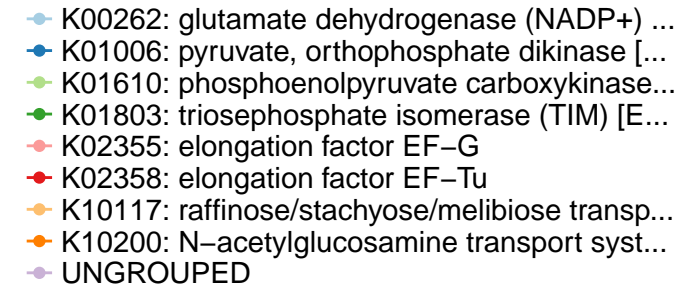 K00262: glutamate dehydrogenase (NADP+) ...
K01006: pyruvate, orthophosphate dikinase [...
K01610: phosphoenolpyruvate carboxykinase...
K01803: triosephosphate isomerase (TIM) [E...
K02355: elongation factor EF−G
K02358: elongation factor EF−Tu
K10117: raffinose/stachyose/melibiose transp...
K10200: N−acetylglucosamine transport syst...
UNGROUPED